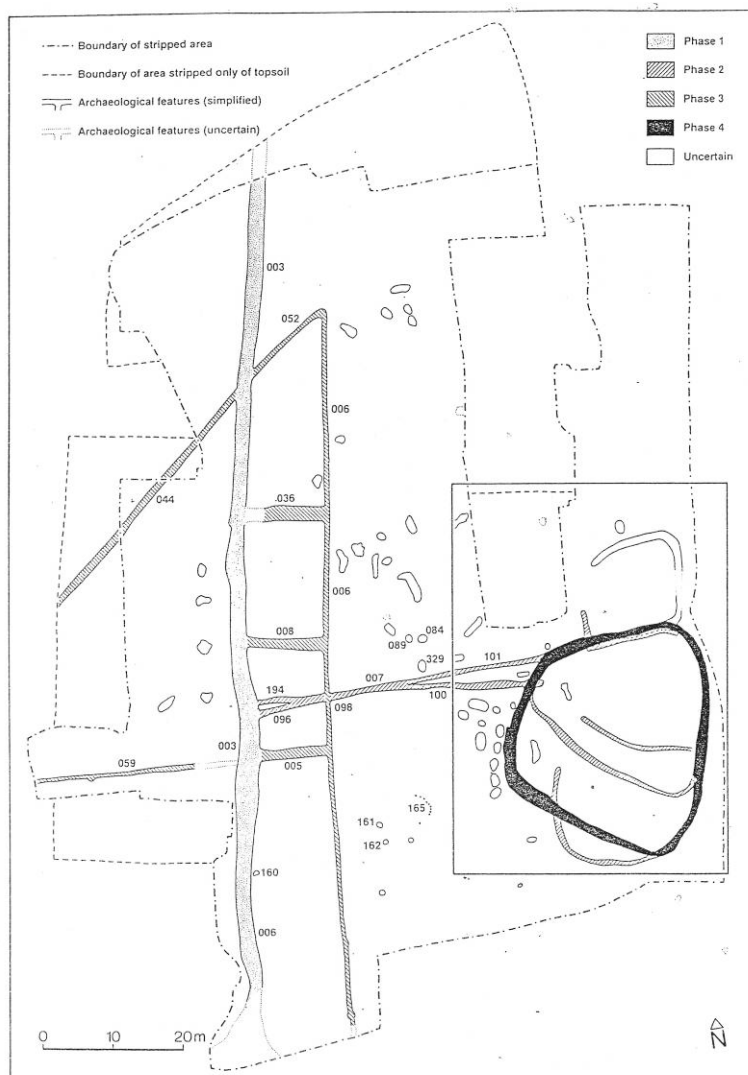 Boundary of stripped area
Boundary of area stripped only of topsoil
Archaeological features (simplified)
Archaeological features (uncertain)
Phase 1
Phase 2
Phase 3
Phase 4
Uncertain
003
052
006
044
.036
006
008
089
084
329
101
194
007
100
096
098
003
059
005
161
165
162
160
006
0 10 20m
N